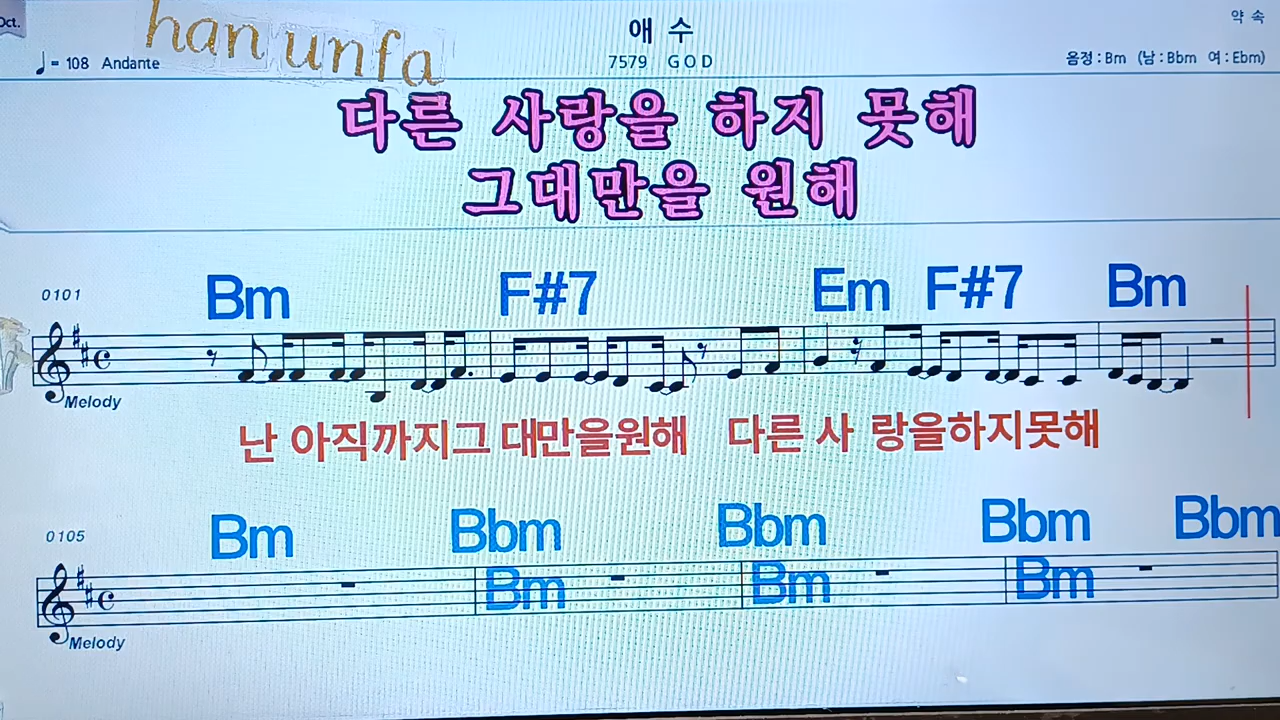 Oct.
han unfa
애 수
약 속
♩= 108 Andante
7579 G O D
음정 : Bm (남 : Bbm 여 : Ebm)
다른 사랑을 하지 못해
그대만을 원해
Bm F#7 Em F#7 Bm
0101
Melody
난 아직까지그 대만을원해 다른 사 랑을하지못해
Bm Bbm Bbm Bbm Bbm
0105
Bm Bm Bm
Melody